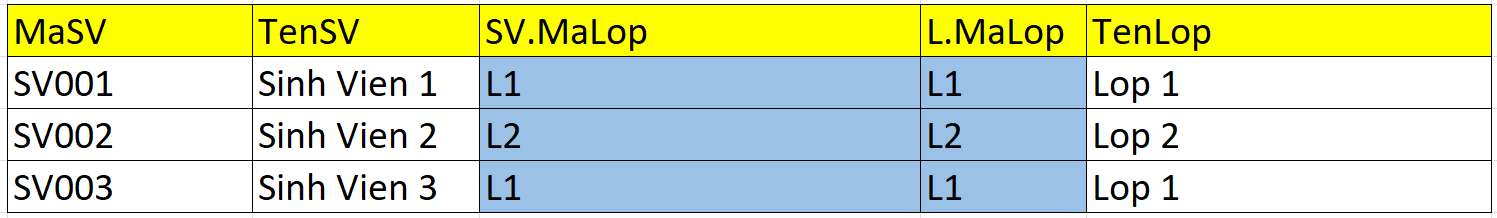 MaSV TenSV SV.MaLop L.MaLop TenLop
SV001 Sinh Vien 1 L1 L1 Lop 1
SV002 Sinh Vien 2 L2 L2 Lop 2
SV003 Sinh Vien 3 L1 L1 Lop 1